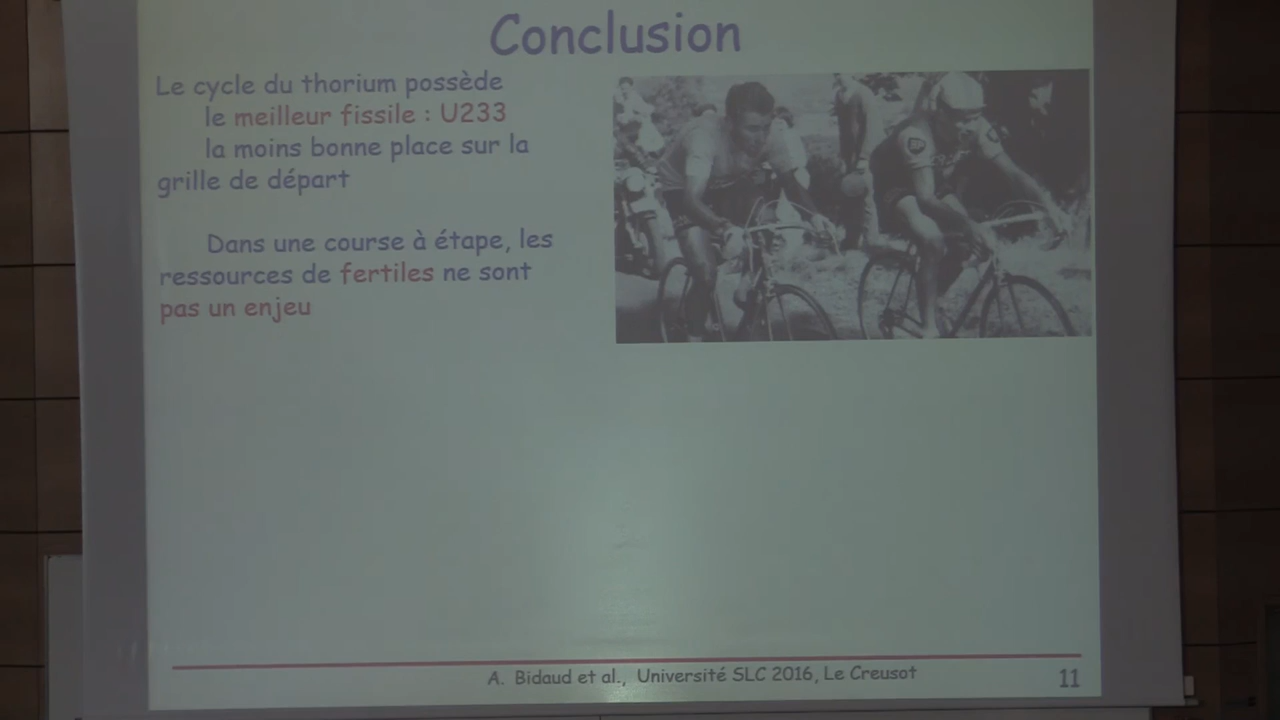 Conclusion
Le cycle du thorium possède
le meilleur fissile : U233
la moins bonne place sur la
grille de départ
Dans une course à étape, les
ressources de fertiles ne sont
pas un enjeu
A. Bidaud et al., Université SLC 2016, Le Creusot
11